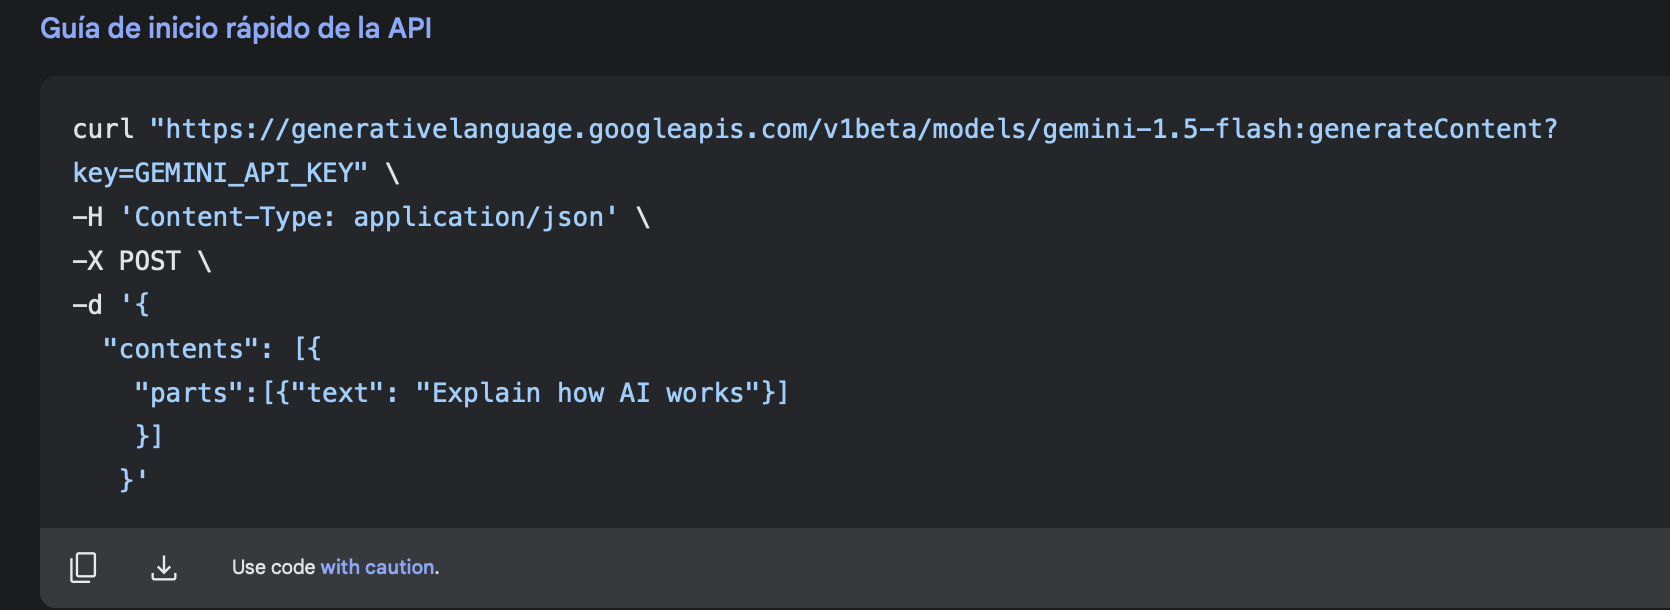 Guía de inicio rápido de la API
curl "https://generativelanguage.googleapis.com/v1beta/models/gemini-1.5-flash:generateContent?
key=GEMINI_API_KEY" \
-H 'Content-Type: application/json' \
-X POST \
-d '{
  "contents": [{
    "parts":[{"text": "Explain how AI works"}]
    }]
   }'
Use code with caution.